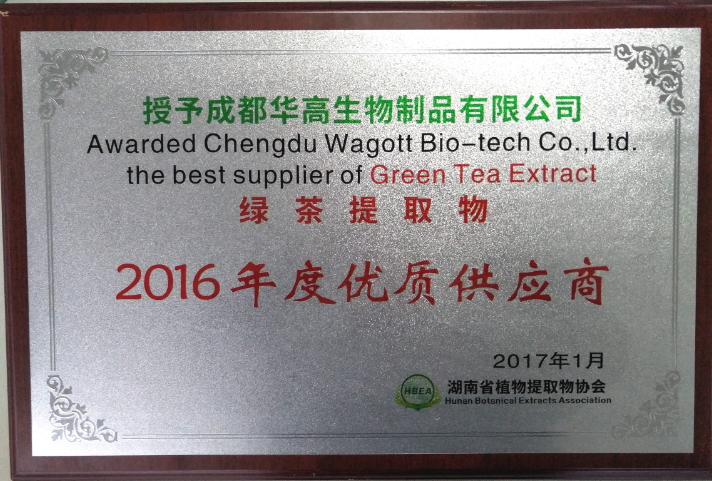 授予成都华高生物制品有限公司
Awarded Chengdu Wagott Bio-tech Co.,Ltd.
the best supplier of Green Tea Extract
绿茶提取物
2016年度优质供应商
2017年1月
HBEA
湖南省植物提取物协会
Hunan Botanical Extracts Association